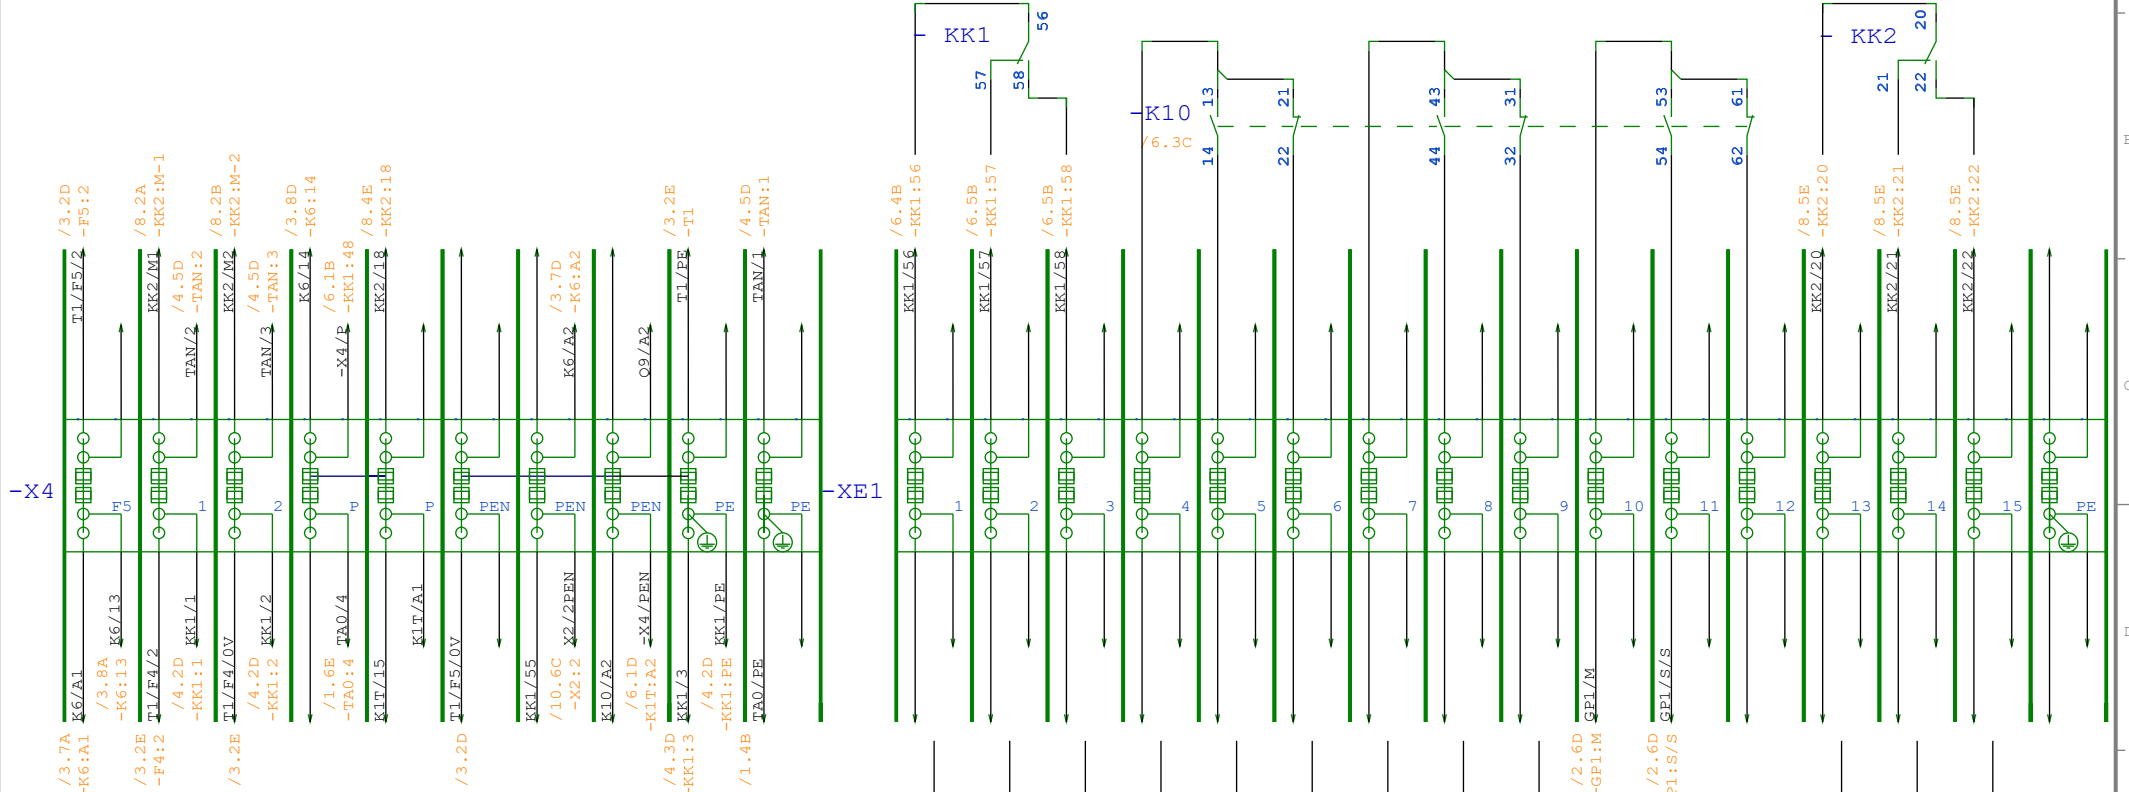 KK1
56
57
58
-K10
/6.3C
13
14
21
22
43
44
31
32
53
54
61
62
KK2
20
21
22
/3.2D
-F5:2
/8.2A
-KK2:M-1
/8.2B
-KK2:M-2
/3.8D
-K6:14
/8.4E
-KK2:18
/3.2E
-T1
/4.5D
-TAN:1
/6.4B
-KK1:56
/6.5B
-KK1:57
/6.5B
-KK1:58
/8.5E
-KK2:20
/8.5E
-KK2:21
/8.5E
-KK2:22
T1/F5/2
KK2/M1
/4.5D
-TAN:2
KK2/M2
/4.5D
-TAN:3
K6/14
/6.1B
-KK1:48
KK2/18
/3.7D
-K6:A2
T1/PE
TAN/1
KK1/56
KK1/57
KK1/58
KK2/20
KK2/21
KK2/22
TAN/2
TAN/3
-X4/P
K6/A2
Q9/A2
-X4
F5
1
2
P
P
PEN
PEN
PEN
PE
PE
-XE1
1
2
3
4
5
6
7
8
9
10
11
12
13
14
15
PE
K6/13
KK1/1
KK1/2
TA0/4
K1T/A1
X2/2PEN
-X4/PEN
KK1/PE
K6/A1
/3.8A
-K6:13
T1/F4/2
/4.2D
-KK1:1
T1/F4/0V
/4.2D
-KK1:2
/1.6E
-TA0:4
K1T/15
T1/F5/0V
KK1/55
/10.6C
-X2:2
K10/A2
/6.1D
-K1T:A2
KK1/3
/4.2D
-KK1:PE
TA0/PE
GP1/M
GP1/S/S
/3.7A
-K6:A1
/3.2E
-F4:2
/3.2E
/3.2D
/4.3D
-KK1:3
/1.4B
/2.6D
-GP1:M
/2.6D
P1:S/S